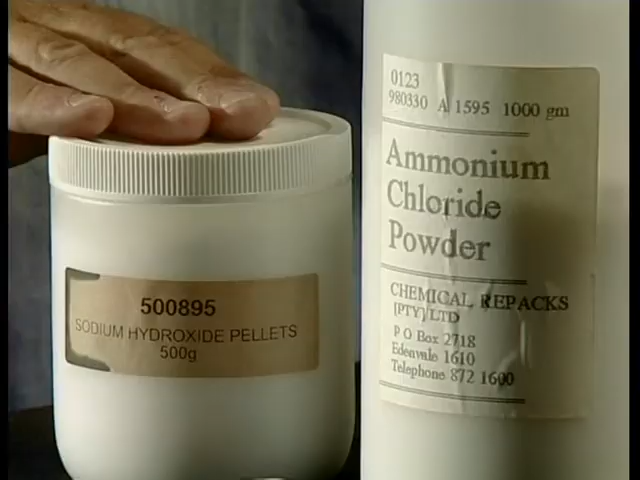 500895
SODIUM HYDROXIDE PELLETS
500g
0123
980330 A 1595 1000 gm
Ammonium
Chloride
Powder
CHEMICAL REPACKS
[PTY] LTD
P O Box 2718
Edenvale 1610
Telephone 872 1600